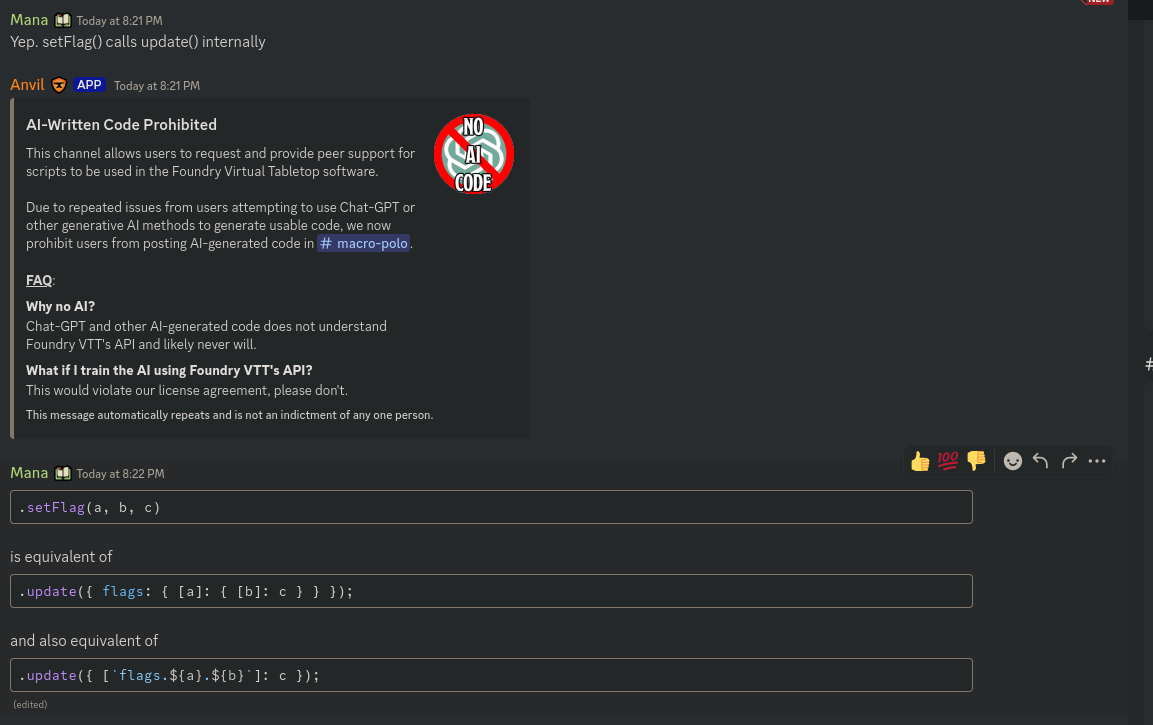 NEW
Mana Today at 8:21 PM
Yep. setFlag() calls update() internally
Anvil APP Today at 8:21 PM
AI-Written Code Prohibited
This channel allows users to request and provide peer support for
scripts to be used in the Foundry Virtual Tabletop software.
Due to repeated issues from users attempting to use Chat-GPT or
other generative AI methods to generate usable code, we now
prohibit users from posting AI-generated code in # macro-polo.
NO
AI
CODE
FAQ:
Why no AI?
Chat-GPT and other AI-generated code does not understand
Foundry VTT's API and likely never will.
What if I train the AI using Foundry VTT's API?
This would violate our license agreement, please don't.
This message automatically repeats and is not an indictment of any one person.
Mana Today at 8:22 PM
100
.setFlag(a, b, c)
is equivalent of
.update({ flags: { [a]: { [b]: c } } });
and also equivalent of
.update({ [`flags.${a}.${b}`]: c });
(edited)
#